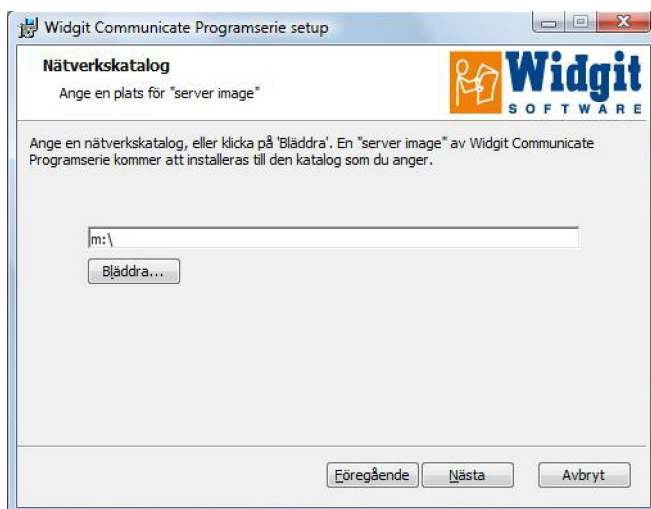 Widgit Communicate Programserie setup
Nätverkskatalog
Ange en plats för "server image"
Widgit
SOFTWARE
Ange en nätverkskatalog, eller klicka på 'Bläddra'. En "server image" av Widgit Communicate
Programserie kommer att installeras till den katalog som du anger.
m:\
Bläddra...
Föregående
Nästa
Avbryt